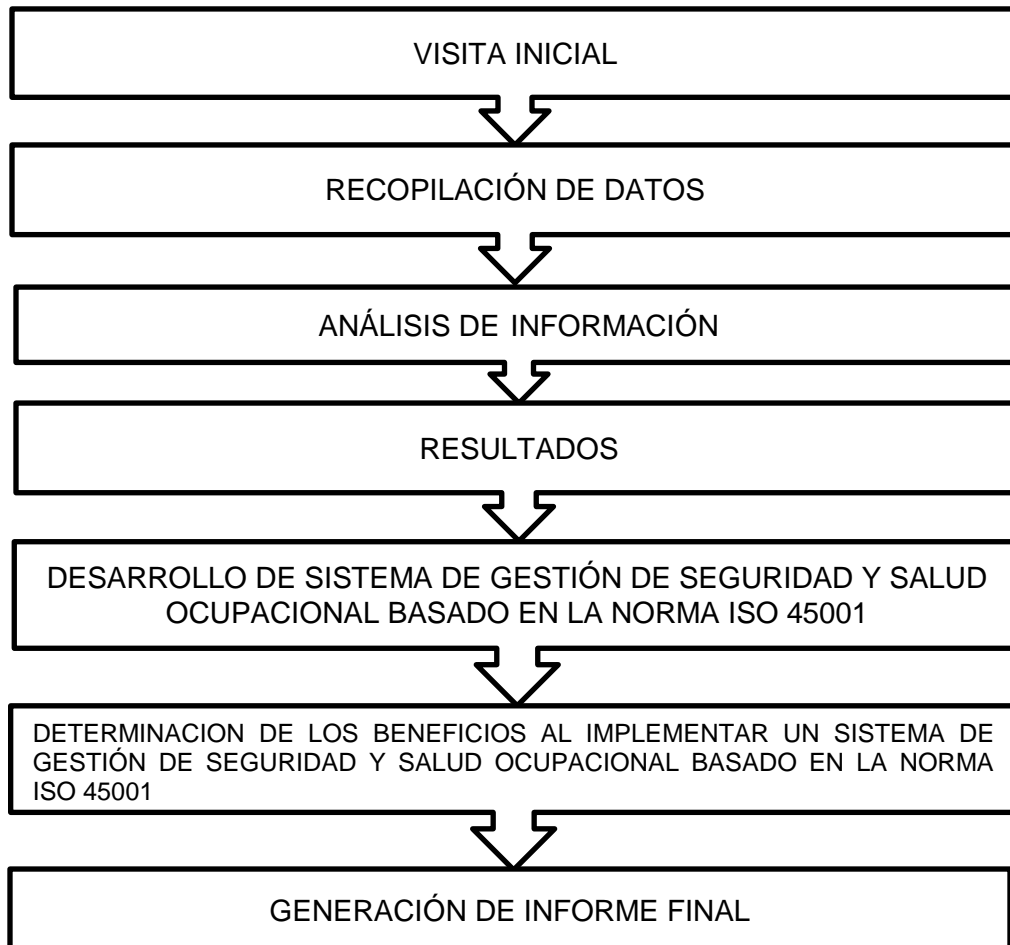 VISITA INICIAL
RECOPILACIÓN DE DATOS
ANÁLISIS DE INFORMACIÓN
RESULTADOS
DESARROLLO DE SISTEMA DE GESTIÓN DE SEGURIDAD Y SALUD
OCUPACIONAL BASADO EN LA NORMA ISO 45001
DETERMINACION DE LOS BENEFICIOS AL IMPLEMENTAR UN SISTEMA DE
GESTIÓN DE SEGURIDAD Y SALUD OCUPACIONAL BASADO EN LA NORMA
ISO 45001
GENERACIÓN DE INFORME FINAL